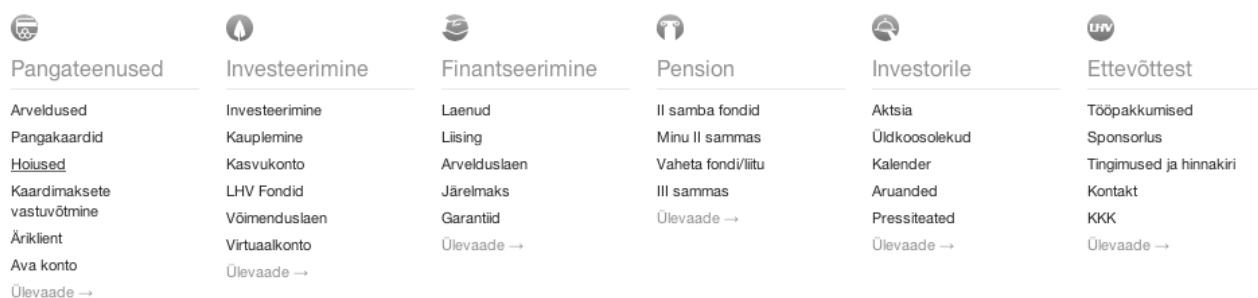 LHV
Pangateenused
Arveldused
Pangakaardid
Hoiused
Kaardimaksete
vastuvõtmine
Äriklient
Ava konto
Ülevaade →
Investeerimine
Investeerimine
Kauplemine
Kasvukonto
LHV Fondid
Võimenduslaen
Virtuaalkonto
Ülevaade →
Finantseerimine
Laenud
Liising
Arvelduslaen
Järelmaks
Garantiid
Ülevaade →
Pension
II samba fondid
Minu II sammas
Vaheta fondi/liitu
III sammas
Ülevaade →
Investorile
Aktsia
Üldkoosolekud
Kalender
Aruanded
Pressiteated
Ülevaade →
Ettevõttest
Tööpakkumised
Sponsorlus
Tingimused ja hinnakiri
Kontakt
KKK
Ülevaade →